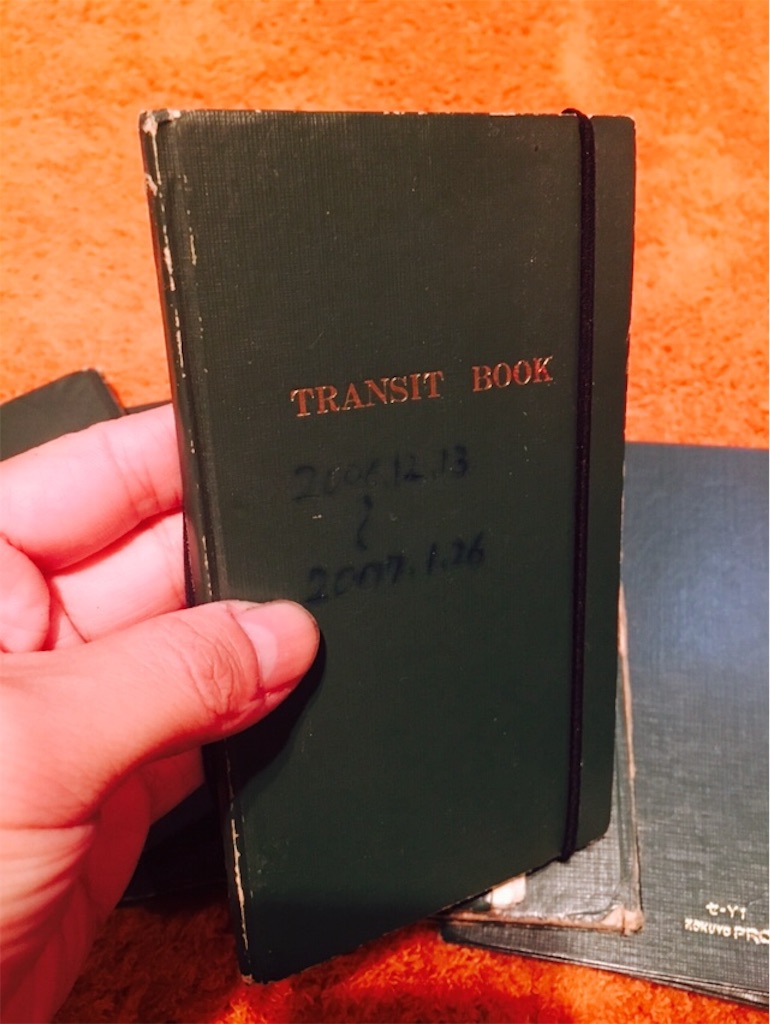 TRANSIT BOOK
2006.12.13
〜
2007.1.26
セ-Y1
KOKUYO PRO